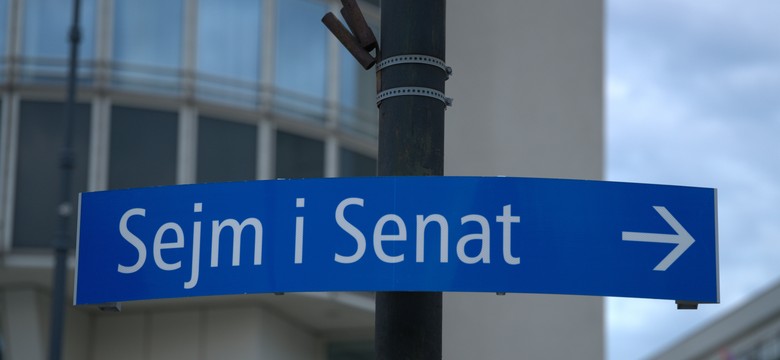 Sejm i Senat →